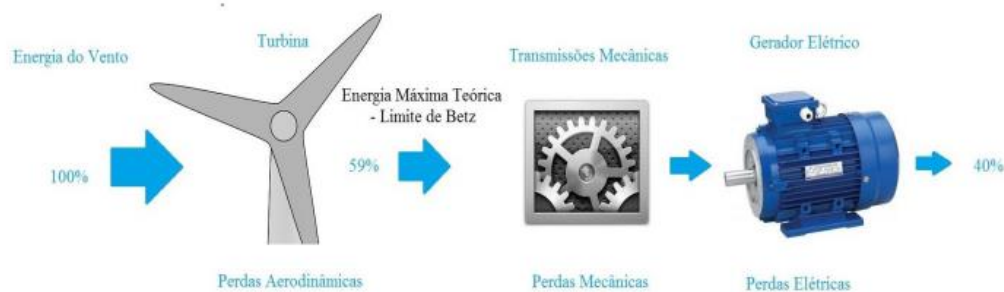 Energia do Vento
Turbina
Transmissões Mecânicas
Gerador Elétrico
Energia Máxima Teórica
- Limite de Betz
100%
59%
40%
Perdas Aerodinâmicas
Perdas Mecânicas
Perdas Elétricas